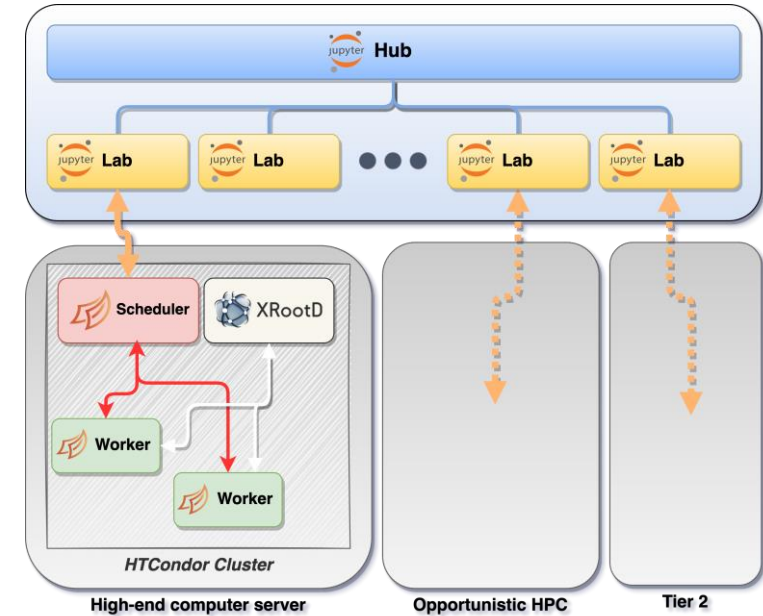 jupyter Hub
jupyter Lab
jupyter Lab
jupyter Lab
jupyter Lab
Scheduler
XRootD
Worker
Worker
HTCondor Cluster
High-end computer server
Opportunistic HPC
Tier 2